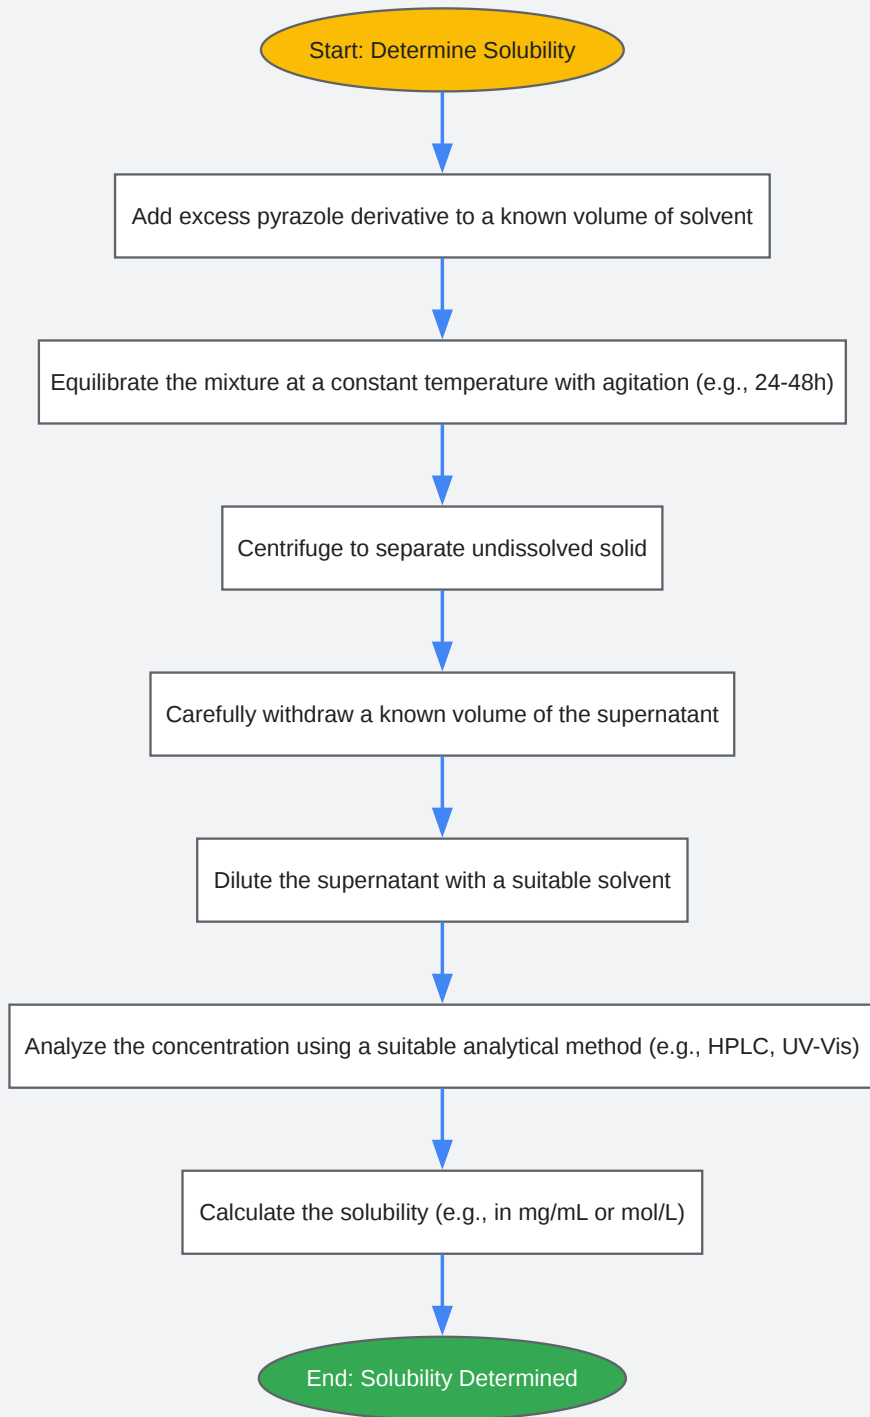 Start: Determine Solubility
Add excess pyrazole derivative to a known volume of solvent
Equilibrate the mixture at a constant temperature with agitation (e.g., 24-48h)
Centrifuge to separate undissolved solid
Carefully withdraw a known volume of the supernatant
Dilute the supernatant with a suitable solvent
Analyze the concentration using a suitable analytical method (e.g., HPLC, UV-Vis)
Calculate the solubility (e.g., in mg/mL or mol/L)
End: Solubility Determined